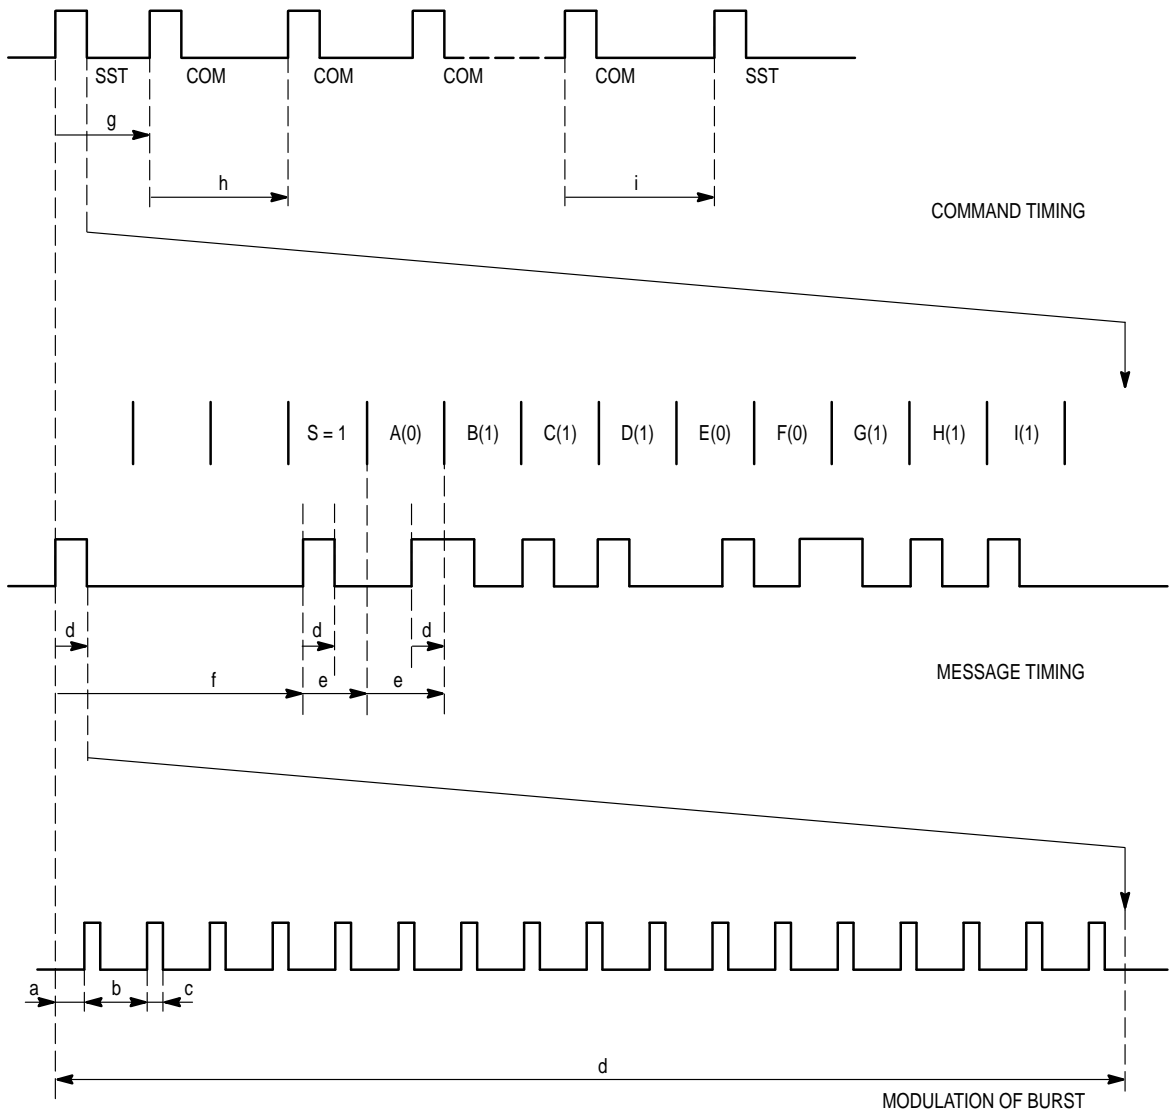 SST COM COM COM COM SST
g
h i
COMMAND TIMING
S = 1 A(0) B(1) C(1) D(1) E(0) F(0) G(1) H(1) I(1)
d d d
MESSAGE TIMING
f e e
a b c
d
MODULATION OF BURST